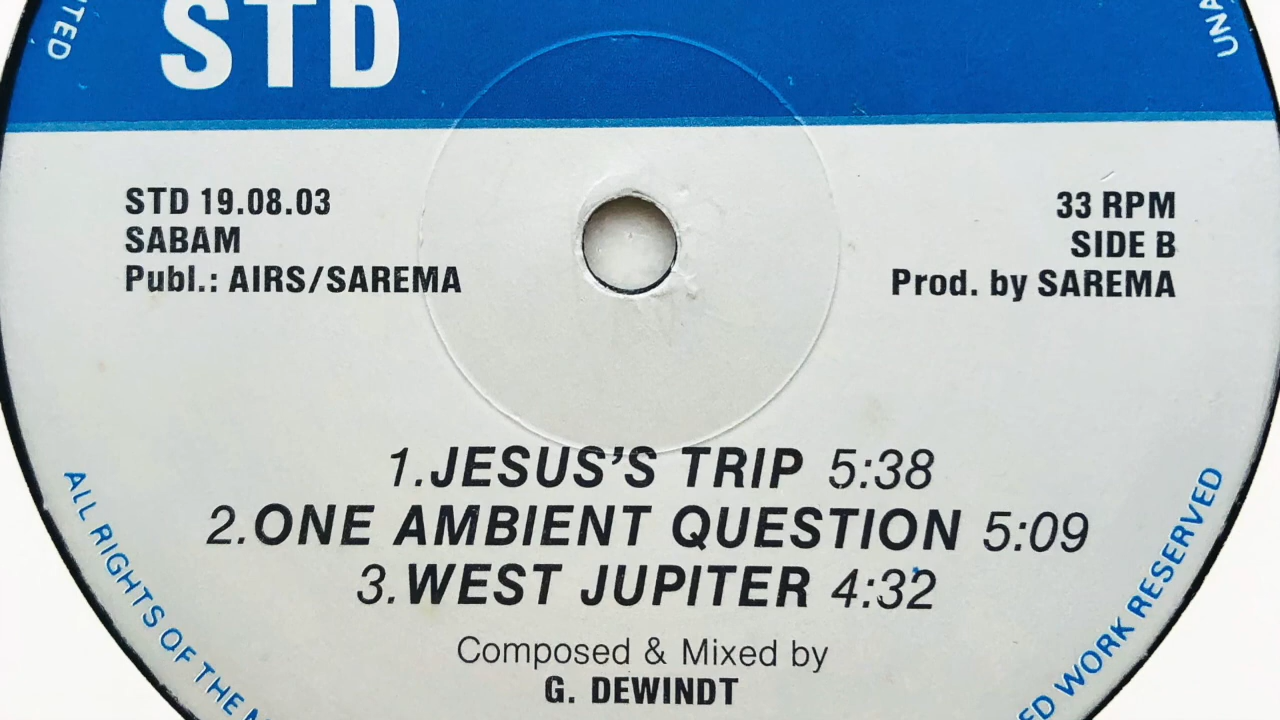 STD
STD 19.08.03
SABAM
Publ.: AIRS/SAREMA
33 RPM
SIDE B
Prod. by SAREMA
1.JESUS'S TRIP 5:38
2.ONE AMBIENT QUESTION 5:09
3.WEST JUPITER 4:32
Composed & Mixed by
G. DEWINDT
ALL RIGHTS OF THE
WORK RESERVED